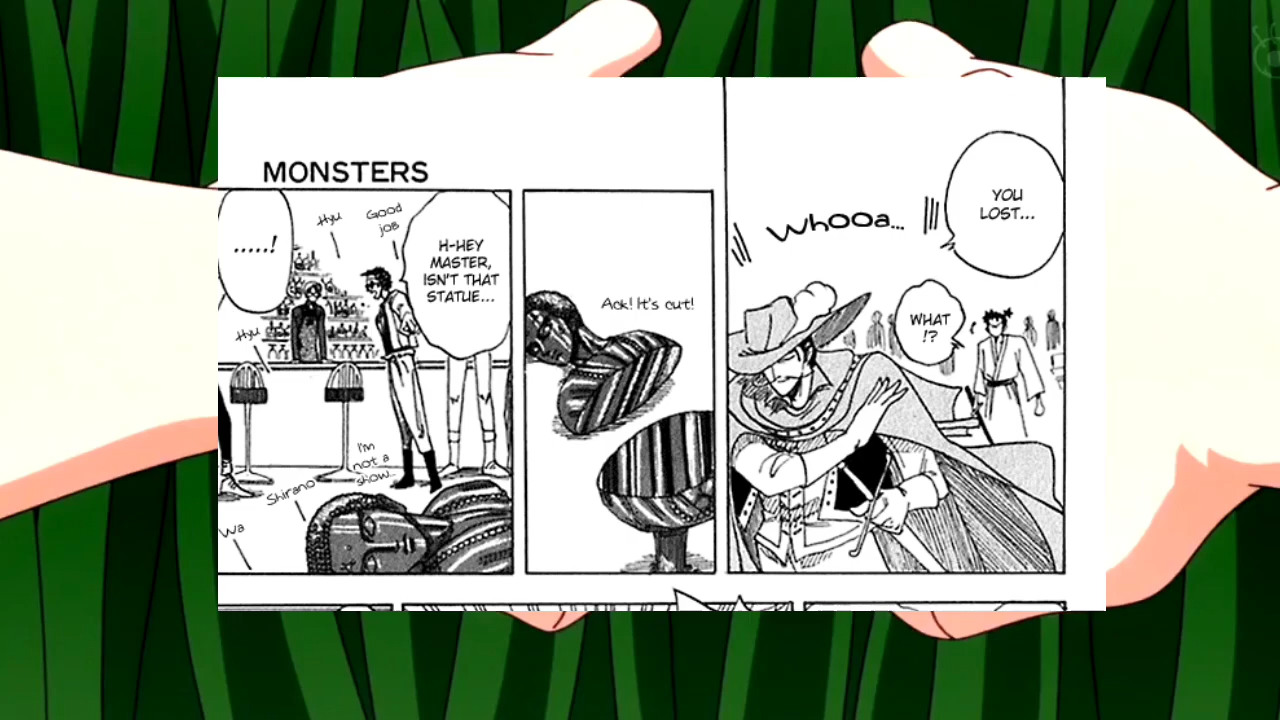 MONSTERS
.....!
Hyu
Good
job
H-HEY
MASTER,
ISN'T THAT
STATUE...
Hyu
I'm
not a
show...
Shirano
Wa
Ack! It's cut!
Whooa...
YOU
LOST...
WHAT
!?